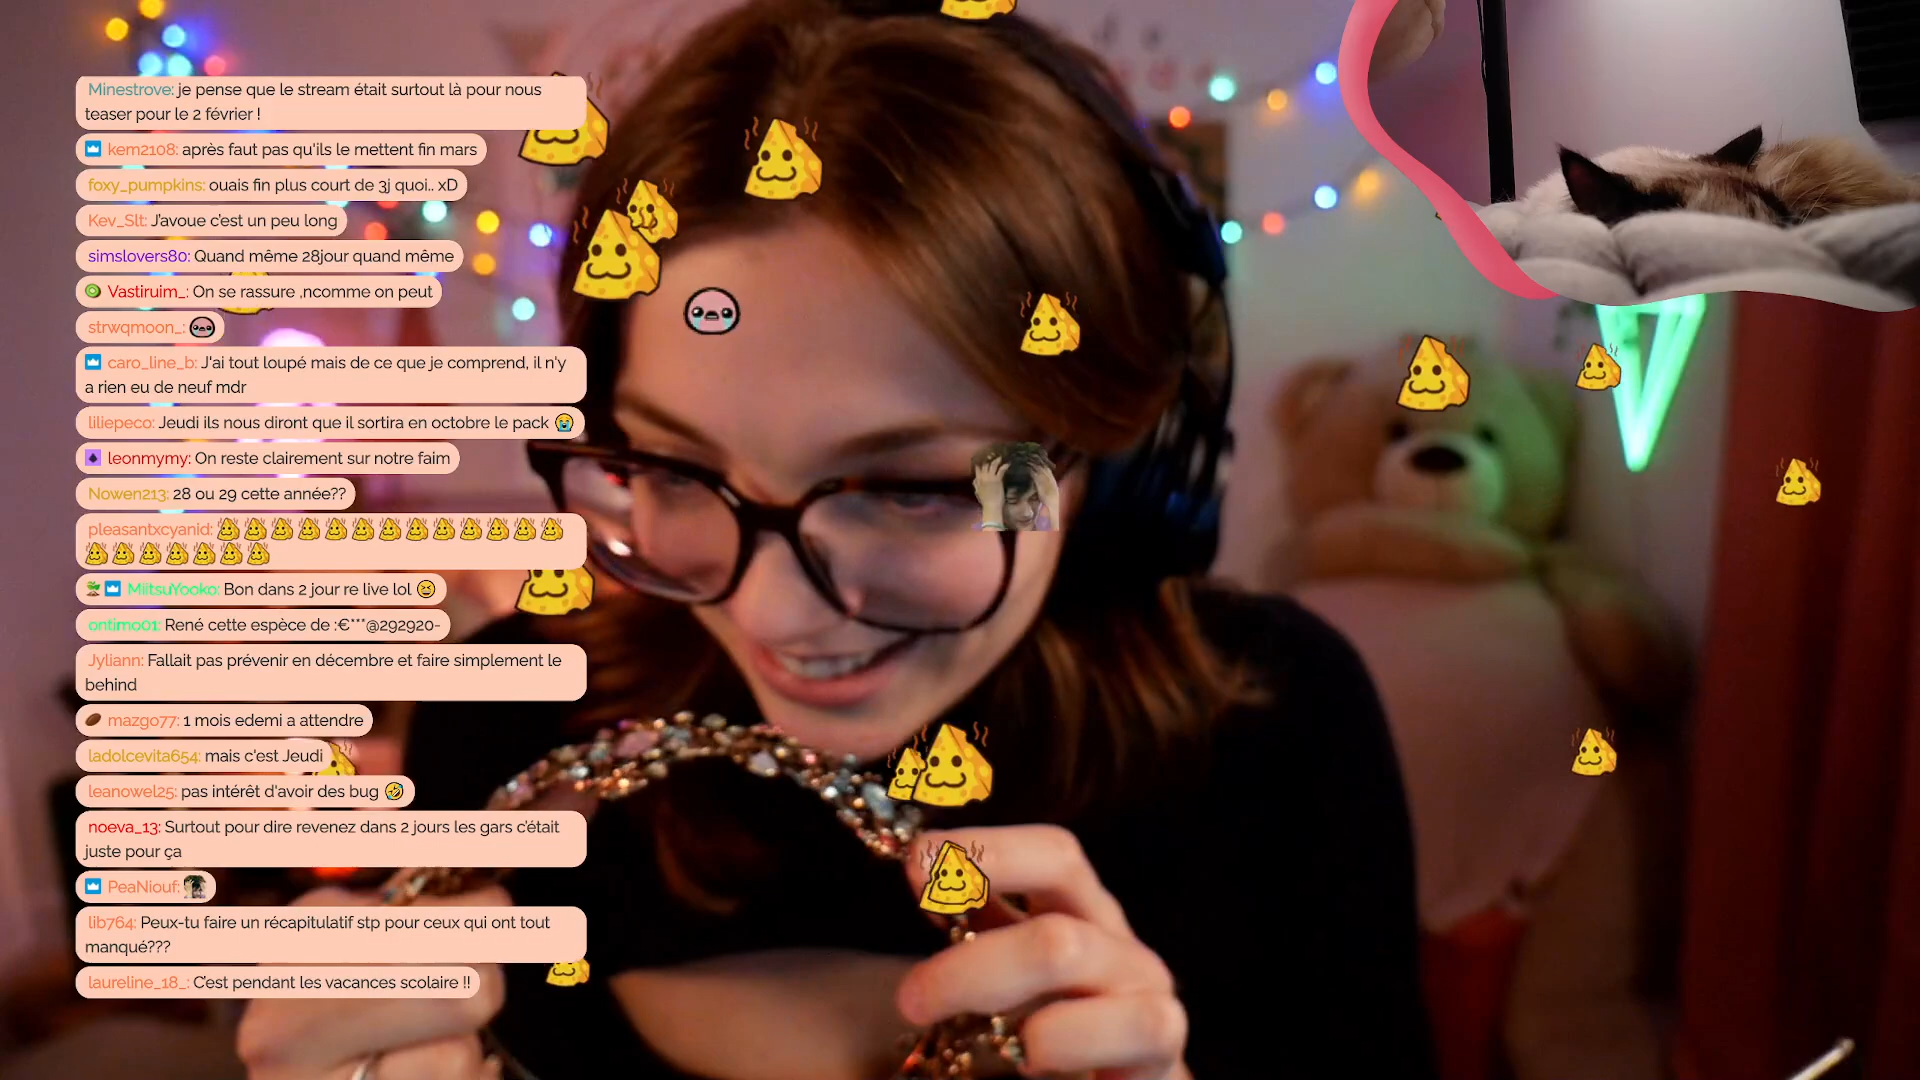 Minestrove: je pense que le stream était surtout là pour nous
teaser pour le 2 février !
kem2108: après faut pas qu'ils le mettent fin mars
foxy_pumpkins: ouais fin plus court de 3j quoi.. xD
Kev_Slt: J'avoue c'est un peu long
simslovers80: Quand même 28jour quand même
Vastiruim_: On se rassure ,ncomme on peut
strwqmoon_:
caro_line_b: J'ai tout loupé mais de ce que je comprend, il n'y
a rien eu de neuf mdr
liliepeco: Jeudi ils nous diront que il sortira en octobre le pack 😭
leonmymy: On reste clairement sur notre faim
Nowen213: 28 ou 29 cette année??
pleasantxcyanid:
MiitsuYooko: Bon dans 2 jour re live lol 😆
ontimo01: René cette espèce de :€***@292920-
Jyliann: Fallait pas prévenir en décembre et faire simplement le
behind
mazgo77: 1 mois edemi a attendre
ladolcevita654: mais c'est Jeudi
leanowel25: pas intérêt d'avoir des bug 🤣
noeva_13: Surtout pour dire revenez dans 2 jours les gars c'était
juste pour ça
PeaNiouf:
lib764: Peux-tu faire un récapitulatif stp pour ceux qui ont tout
manqué???
laureline_18_: C'est pendant les vacances scolaire !!